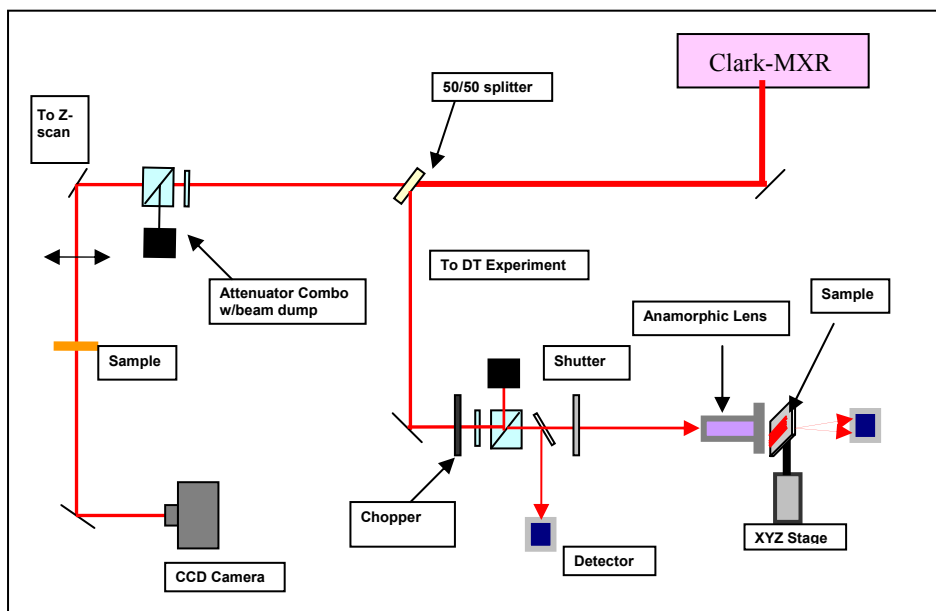 Clark-MXR
50/50 splitter
To Z-
scan
To DT Experiment
Attenuator Combo
w/beam dump
Sample
Anamorphic Lens
Shutter
Sample
Chopper
Detector
XYZ Stage
CCD Camera